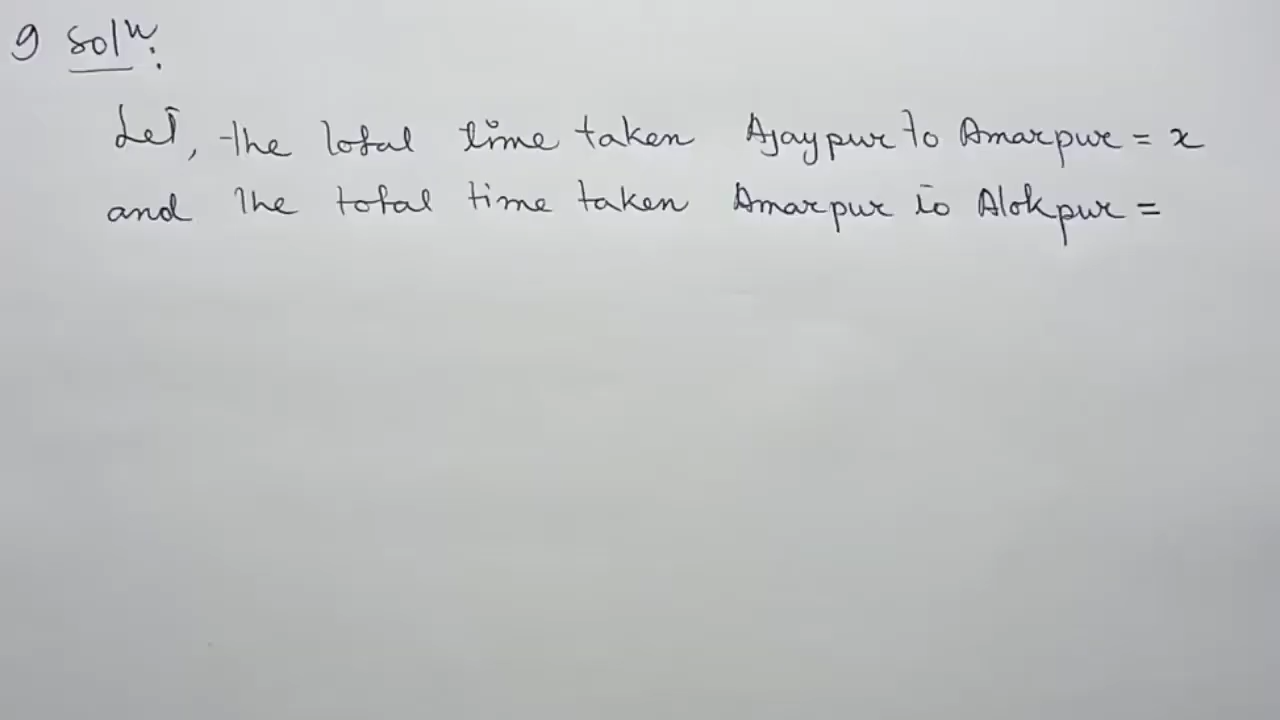 9 Solⁿ:
Let, the total time taken Ajaypur to Amarpur = x
and the total time taken Amarpur to Alokpur =